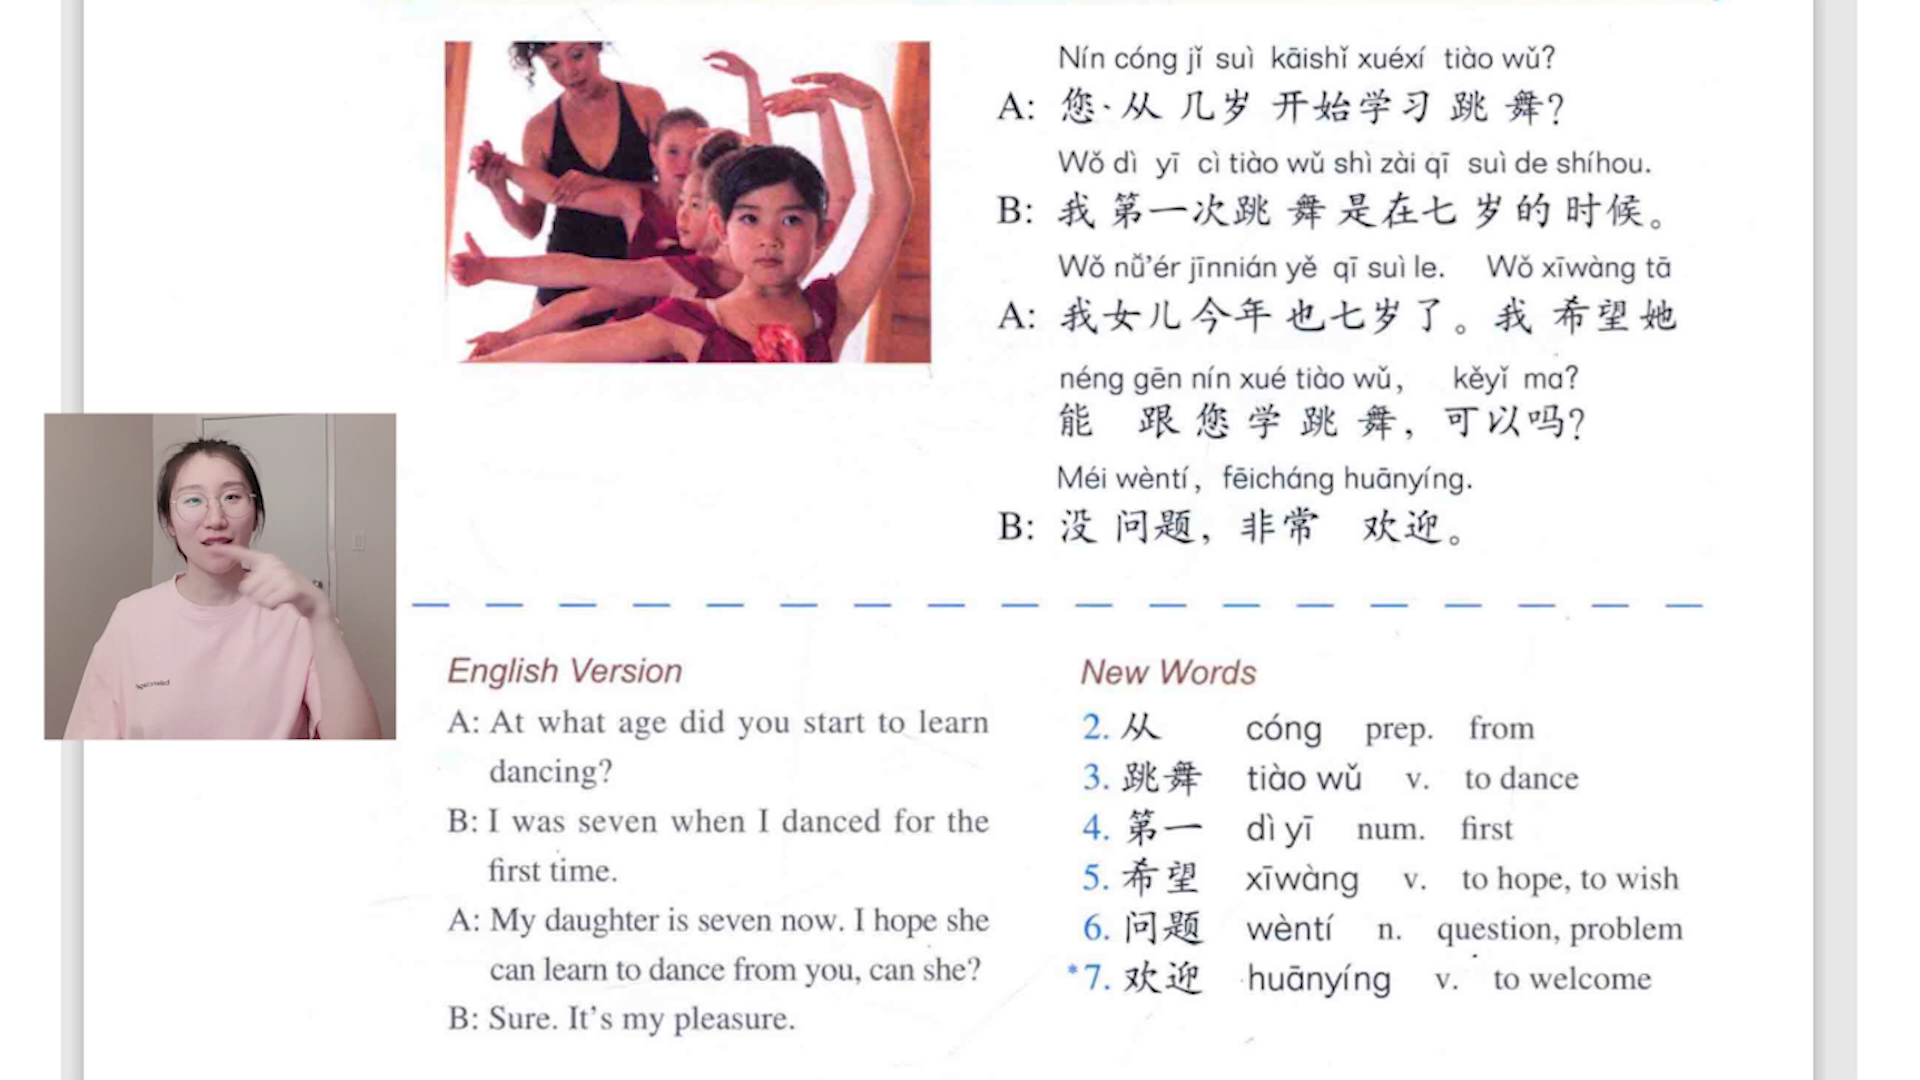 Nín cóng jǐ suì kāishǐ xuéxí tiào wǔ?
A: 您·从 几岁 开始学习 跳 舞?
Wǒ dì yī cì tiào wǔ shì zài qī suì de shíhou.
B: 我 第一次跳 舞 是在七 岁的 时候。
Wǒ nǚ'ér jīnnián yě qī suì le. Wǒ xīwàng tā
A: 我女儿今年 也七岁了。我 希望她
néng gēn nín xué tiào wǔ, kěyǐ ma?
能 跟 您 学 跳 舞, 可以吗?
Méi wèntí, fēicháng huānyíng.
B: 没 问题, 非常 欢迎。
English Version
A: At what age did you start to learn
dancing?
B: I was seven when I danced for the
first time.
A: My daughter is seven now. I hope she
can learn to dance from you, can she?
B: Sure. It's my pleasure.
New Words
2. 从 cóng prep. from
3. 跳舞 tiào wǔ v. to dance
4. 第一 dì yī num. first
5. 希望 xīwàng v. to hope, to wish
6. 问题 wèntí n. question, problem
*7. 欢迎 huānyíng v. to welcome